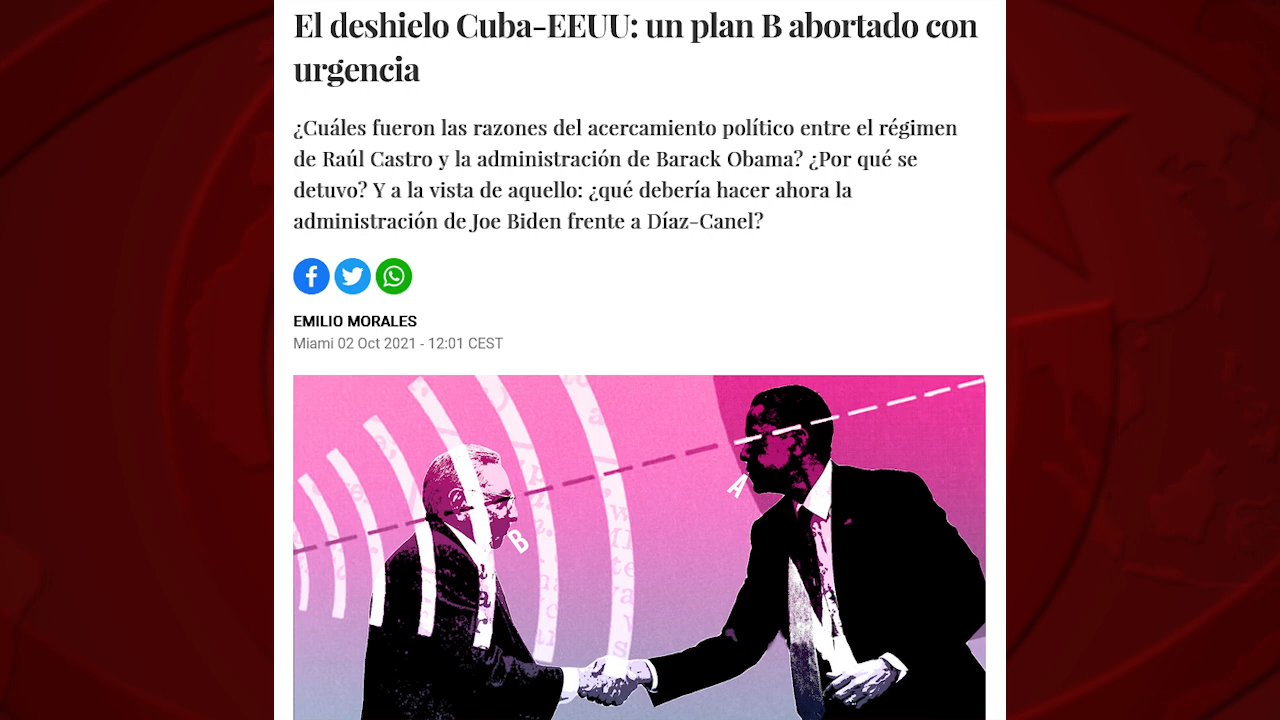 El deshielo Cuba-EEUU: un plan B abortado con
urgencia
¿Cuáles fueron las razones del acercamiento político entre el régimen
de Raúl Castro y la administración de Barack Obama? ¿Por qué se
detuvo? Y a la vista de aquello: ¿qué debería hacer ahora la
administración de Joe Biden frente a Díaz-Canel?
EMILIO MORALES
Miami 02 Oct 2021 - 12:01 CEST
A
B